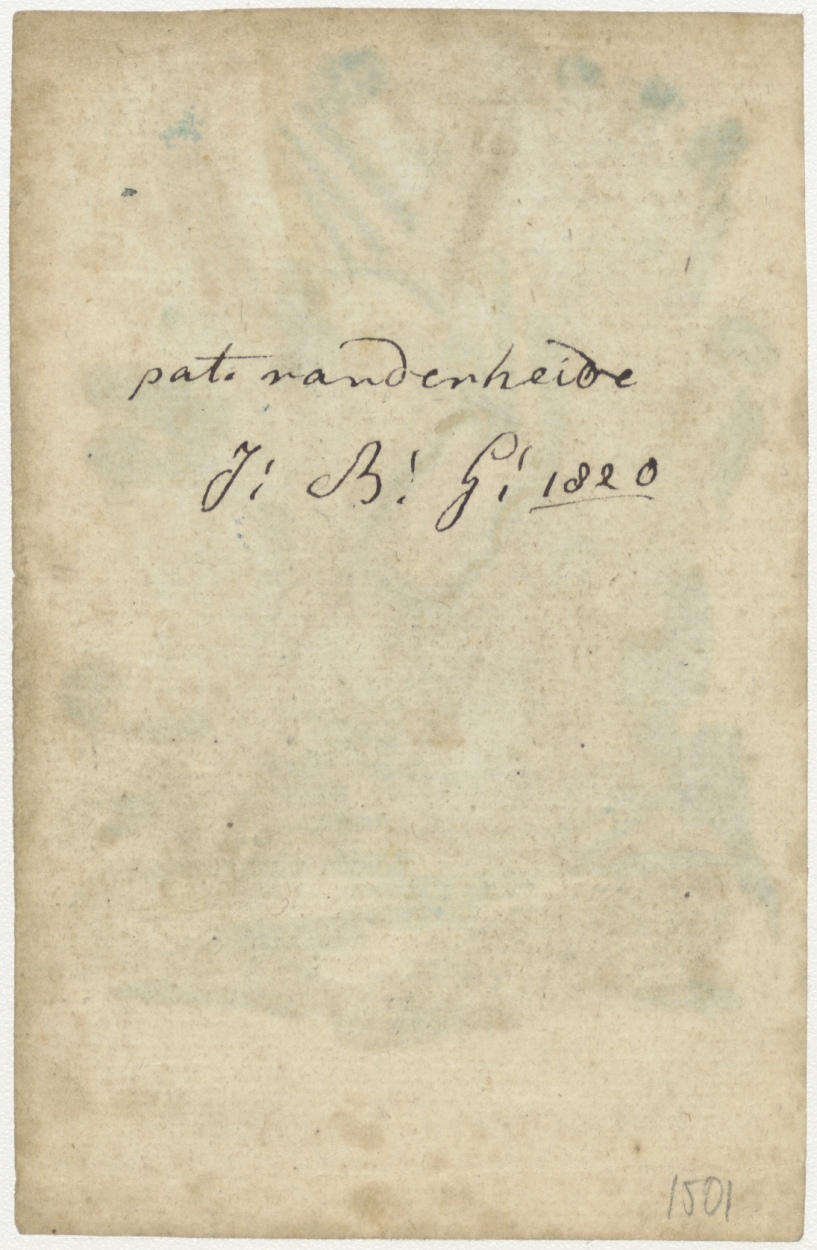 pat. vandenheide
J: B: G: 1820
1501